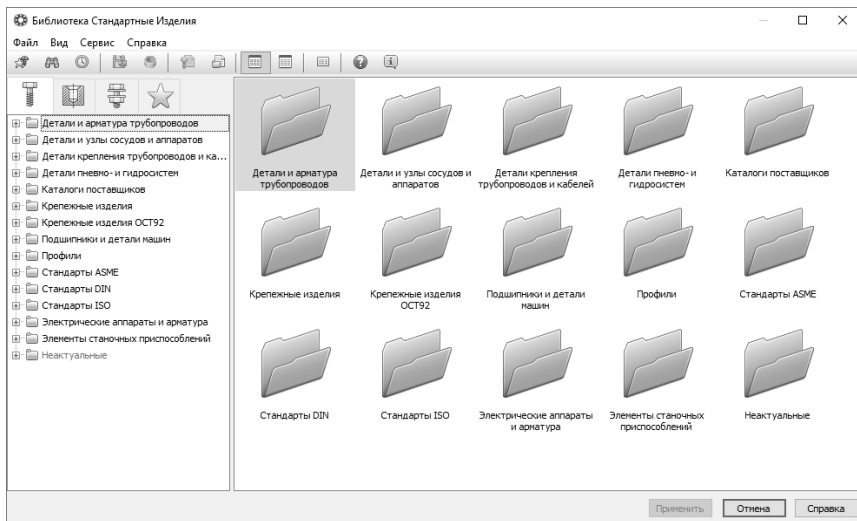 Библиотека Стандартные Изделия
Файл Вид Сервис Справка
Детали и арматура трубопроводов
Детали и узлы сосудов и аппаратов
Детали крепления трубопроводов и ка...
Детали пневмо- и гидросистем
Каталоги поставщиков
Крепежные изделия
Крепежные изделия ОСТ92
Подшипники и детали машин
Профили
Стандарты ASME
Стандарты DIN
Стандарты ISO
Электрические аппараты и арматура
Элементы станочных приспособлений
Неактуальные
Детали и арматура
трубопроводов
Детали и узлы сосудов и
аппаратов
Детали крепления
трубопроводов и кабелей
Детали пневмо- и
гидросистем
Каталоги поставщиков
Крепежные изделия
Крепежные изделия
ОСТ92
Подшипники и детали
машин
Профили
Стандарты ASME
Стандарты DIN
Стандарты ISO
Электрические аппараты
и арматура
Элементы станочных
приспособлений
Неактуальные
Применить Отмена Справка